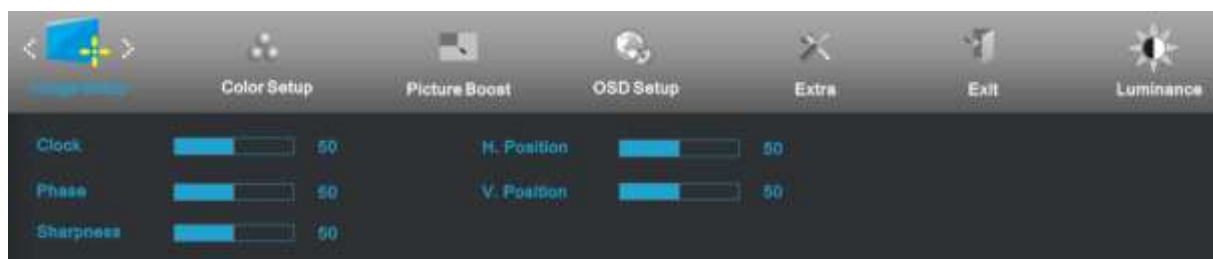 Color Setup
Picture Boost
OSD Setup
Extra
Exit
Luminance
Clock 50 H. Position 50
Phase 50 V. Position 50
Sharpness 50